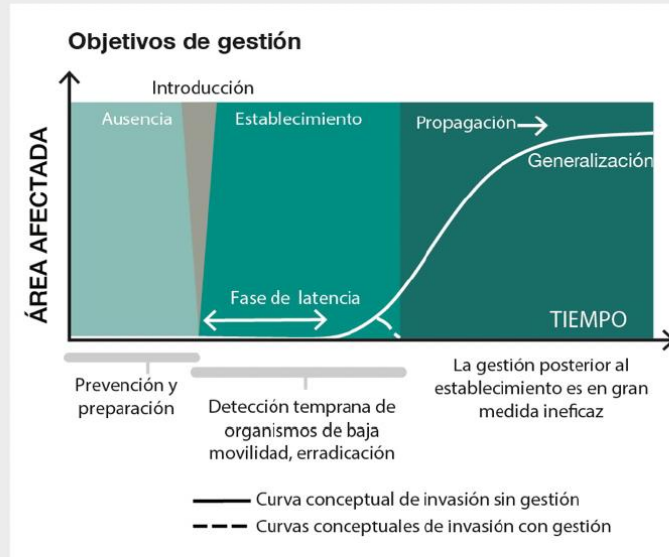 Objetivos de gestión
Introducción
Ausencia
Establecimiento
Propagación
Generalización
ÁREA AFECTADA
Fase de latencia
TIEMPO
Prevención y
preparación
Detección temprana de
organismos de baja
movilidad, erradicación
La gestión posterior al
establecimiento es en gran
medida ineficaz
Curva conceptual de invasión sin gestión
Curvas conceptuales de invasión con gestión